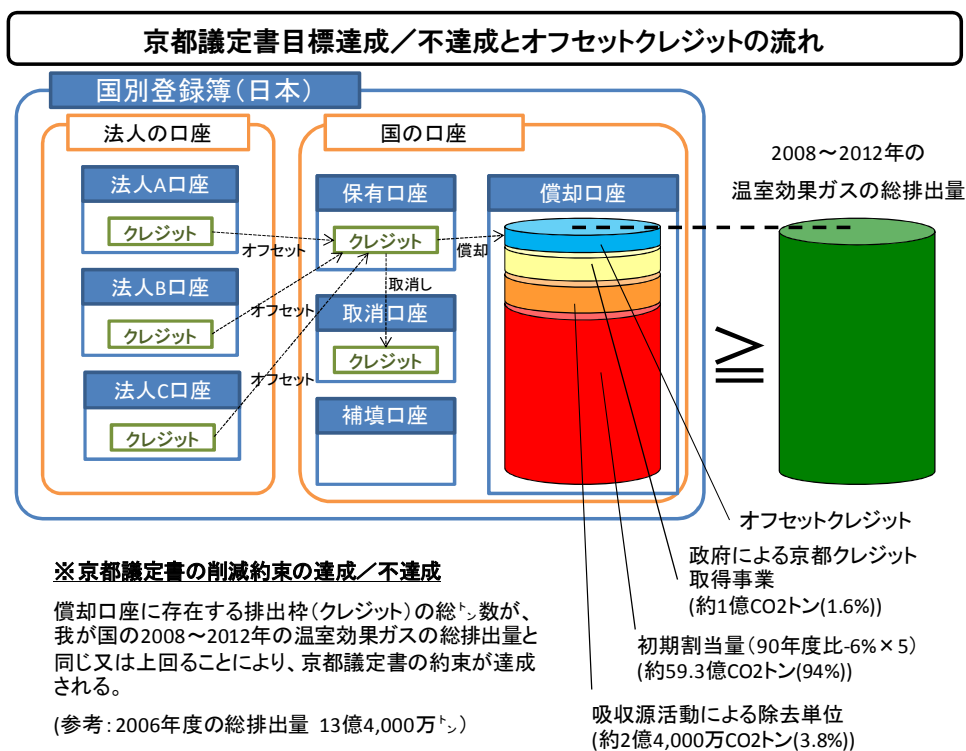 京都議定書目標達成／不達成とオフセットクレジットの流れ
国別登録簿（日本）
法人の口座
国の口座
法人A口座
クレジット
法人B口座
クレジット
法人C口座
クレジット
オフセット
オフセット
オフセット
保有口座
クレジット
償却
取消し
取消口座
クレジット
補填口座
償却口座
≧
2008～2012年の
温室効果ガスの総排出量
オフセットクレジット
政府による京都クレジット
取得事業
(約1億CO2トン(1.6%))
初期割当量（90年度比-6%×5）
(約59.3億CO2トン(94%))
吸収源活動による除去単位
(約2億4,000万CO2トン(3.8%))
※京都議定書の削減約束の達成／不達成
償却口座に存在する排出枠（クレジット）の総㌧数が、
我が国の2008～2012年の温室効果ガスの総排出量と
同じ又は上回ることにより、京都議定書の約束が達成
される。
(参考：2006年度の総排出量 13億4,000万㌧)